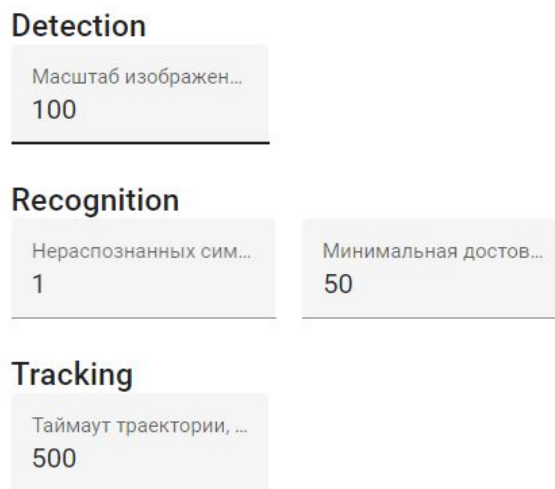 Detection
Масштаб изображен...
100
Recognition
Нераспознанных сим...
1
Минимальная достов...
50
Tracking
Таймаут траектории, ...
500